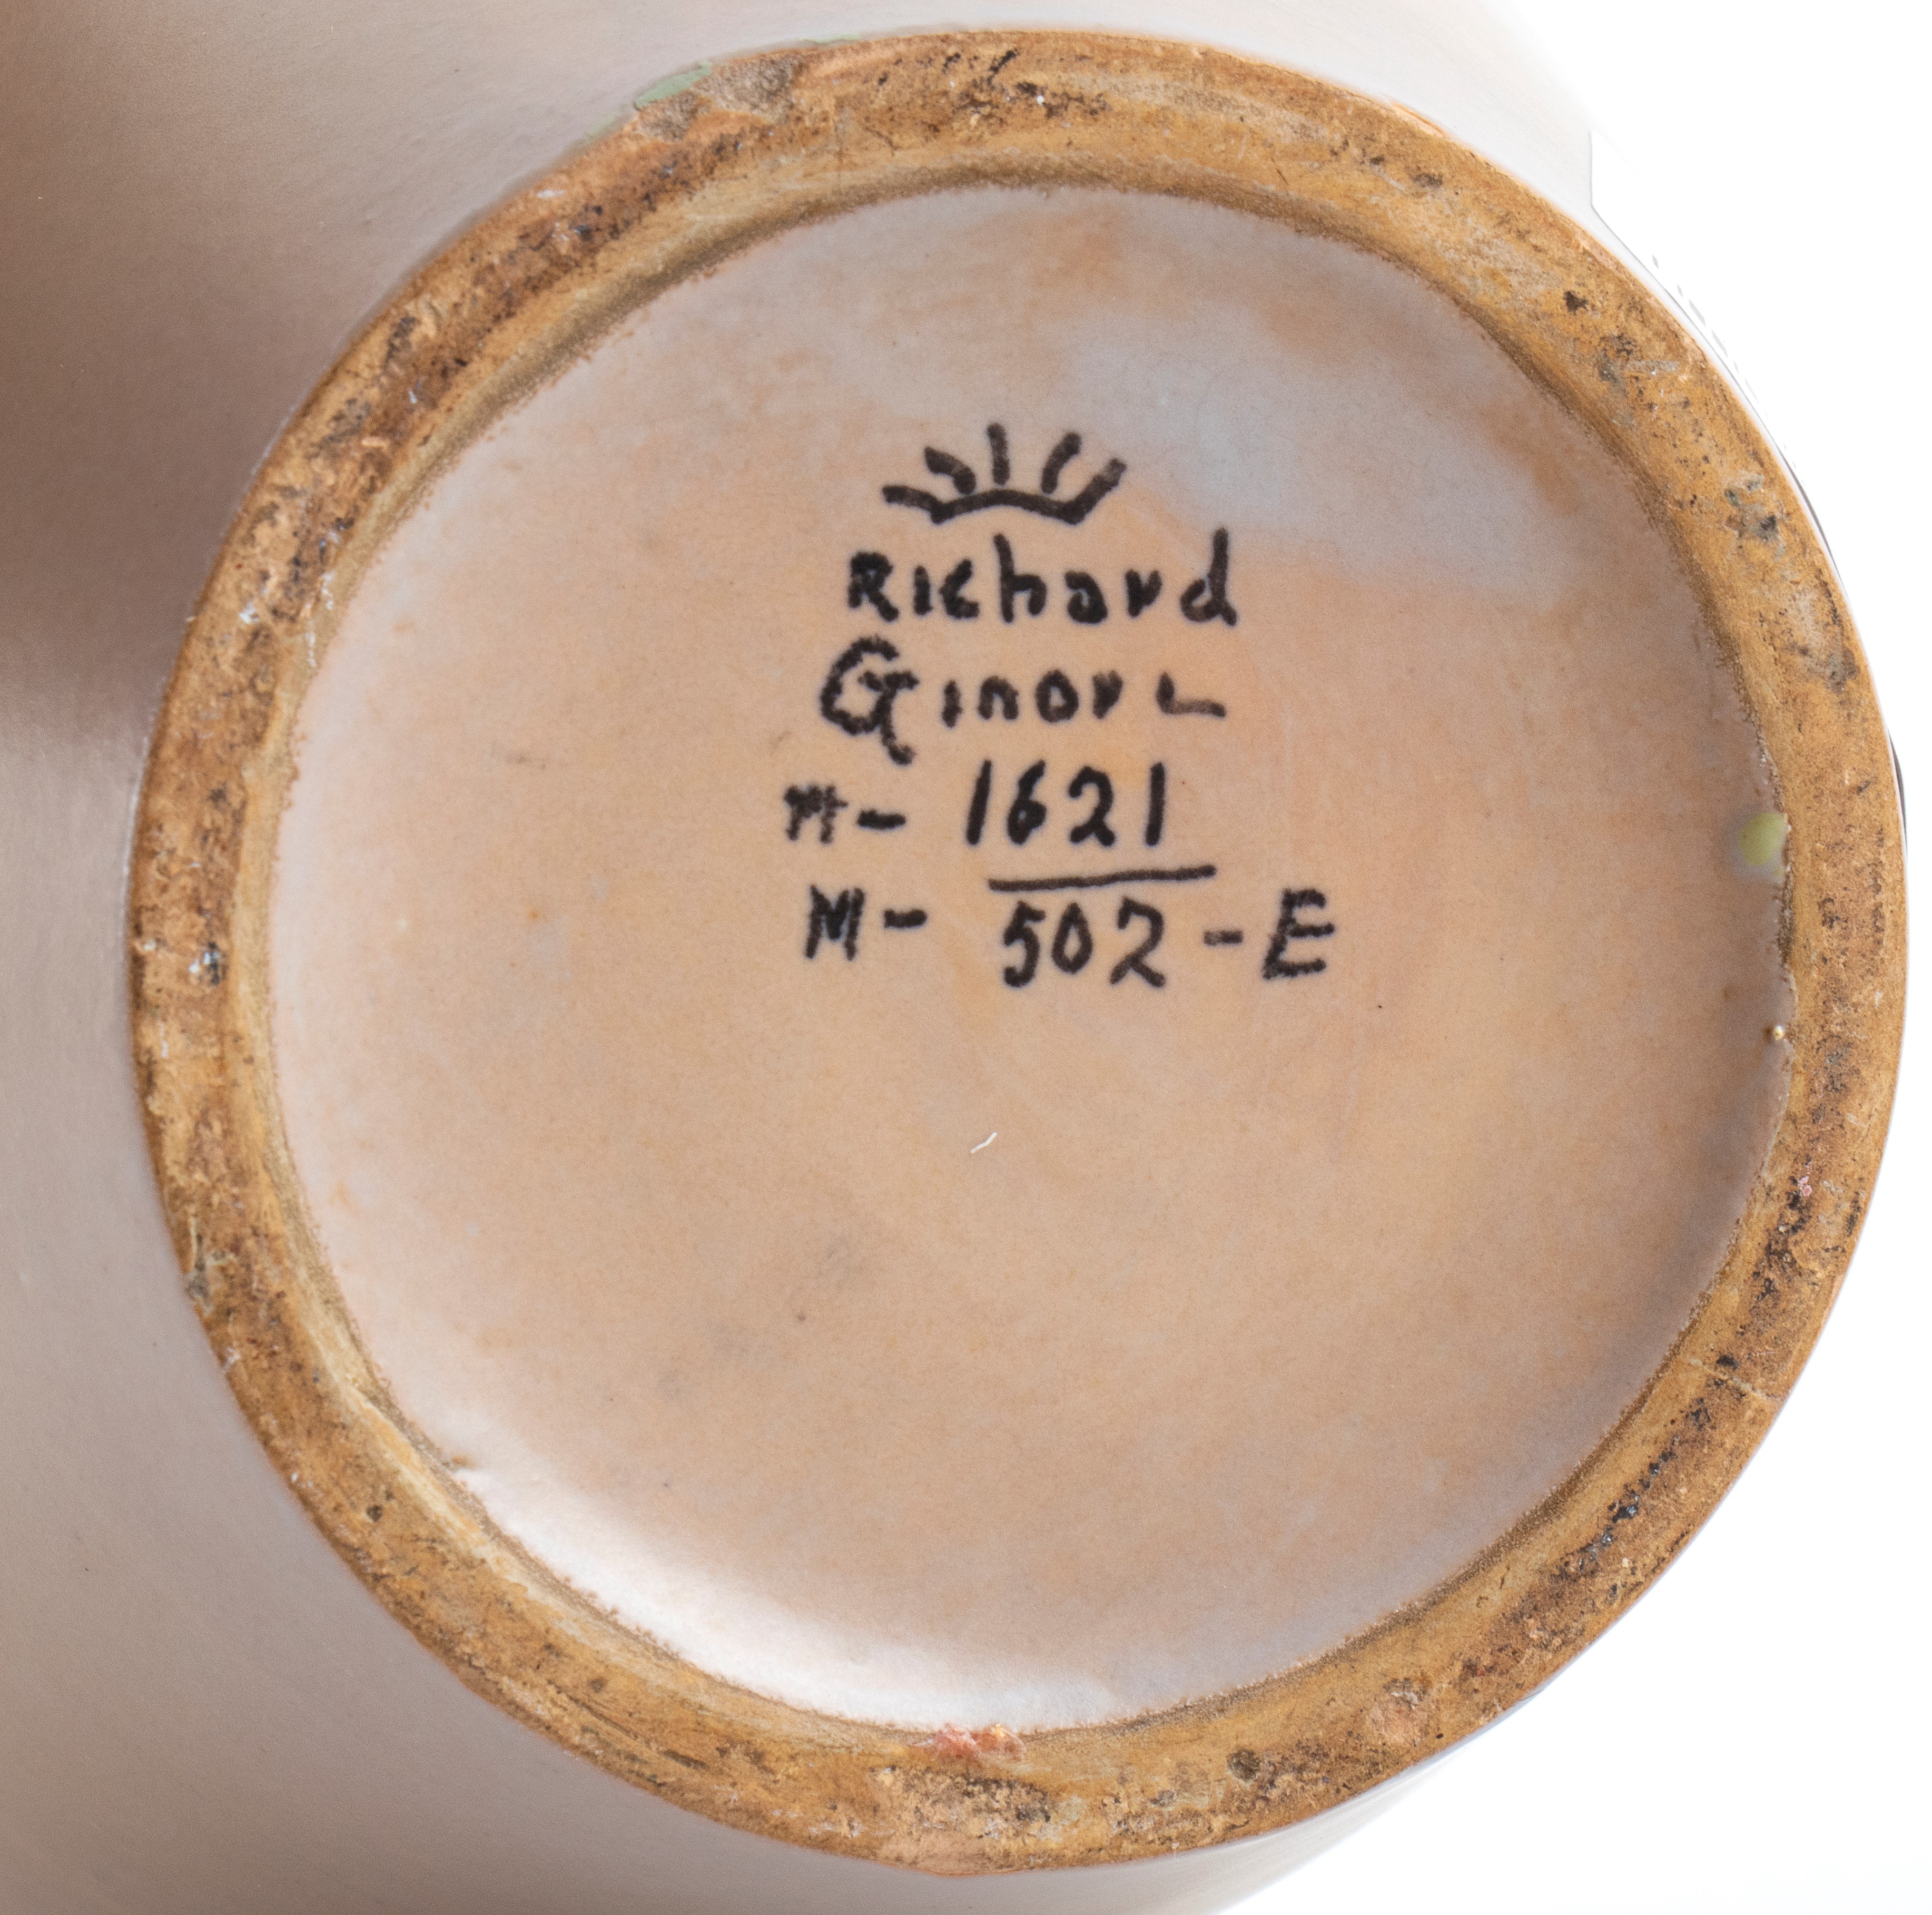 Richard
Ginori
M- 1621
M- 502 - E